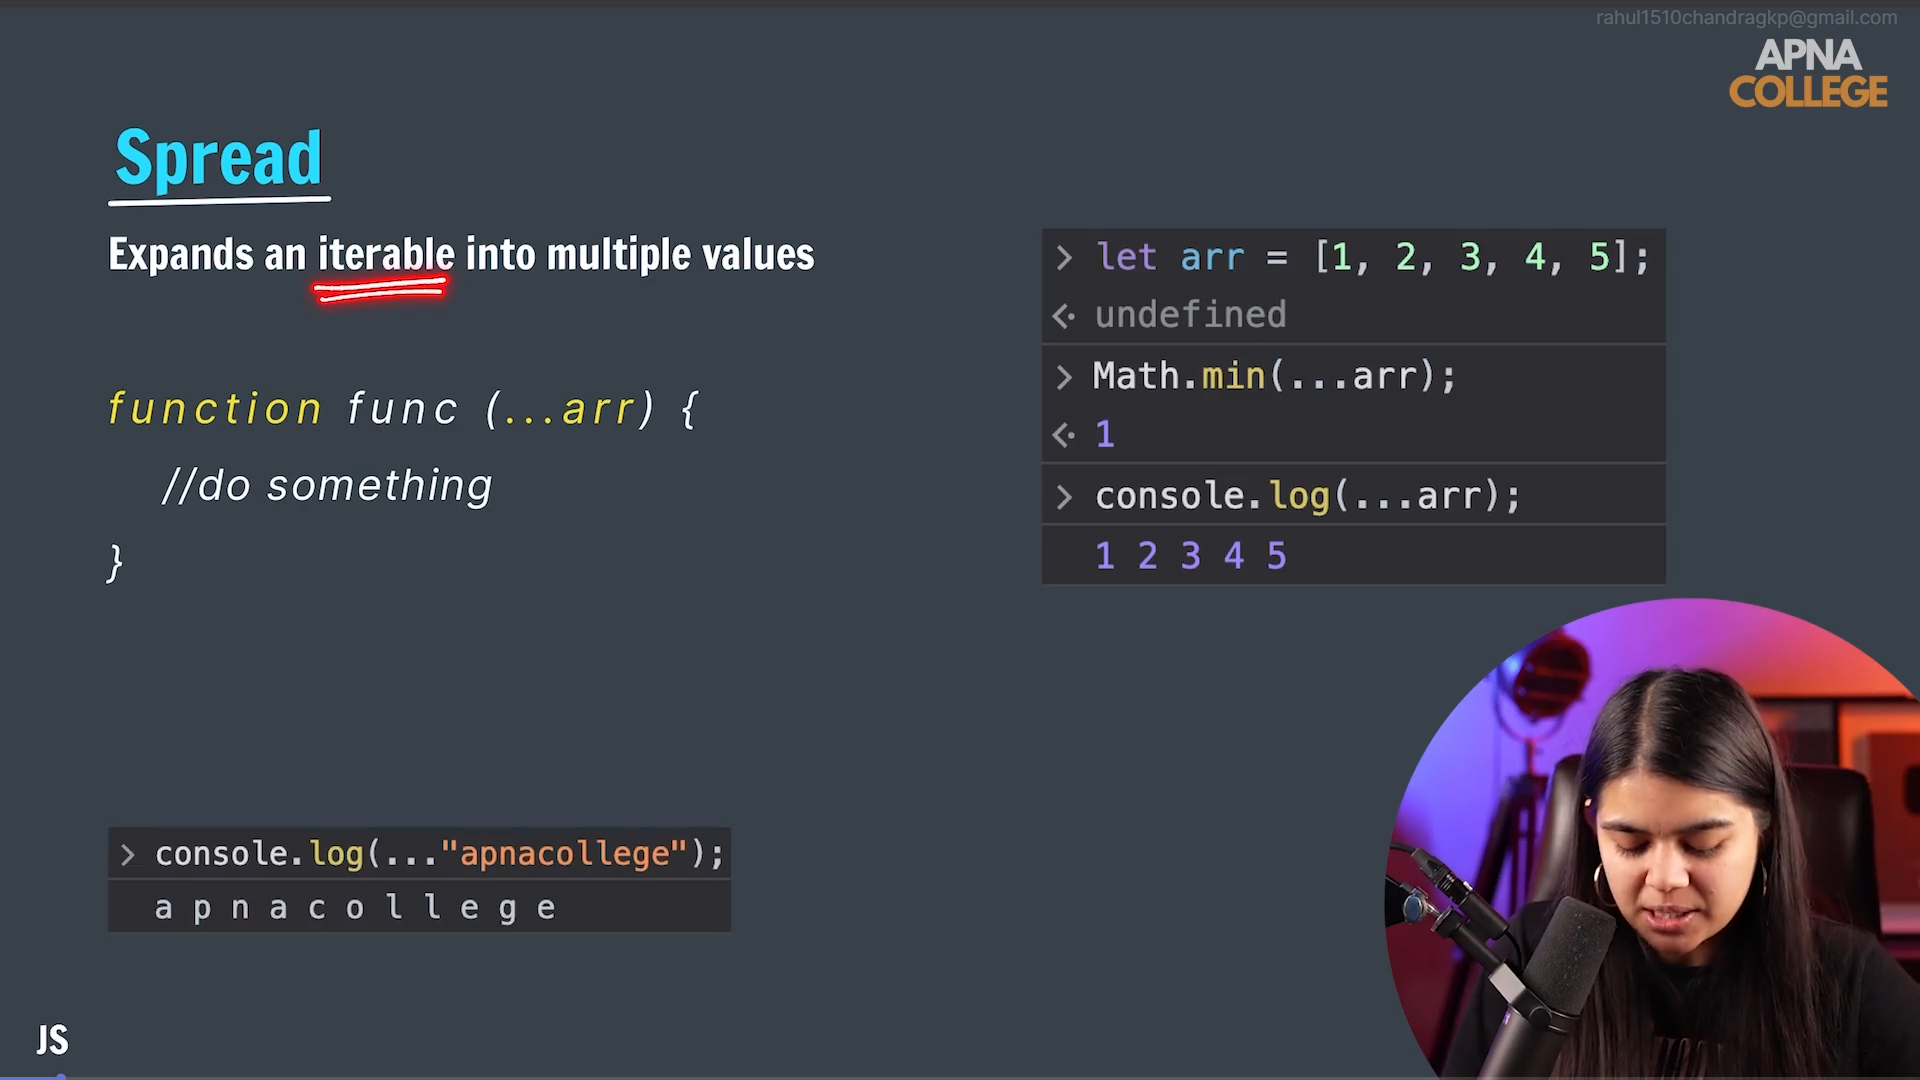 rahul1510chandragkp@gmail.com
APNA
COLLEGE
Spread
Expands an iterable into multiple values
function func (...arr) {
//do something
}
> let arr = [1, 2, 3, 4, 5];
undefined
> Math.min(...arr);
1
> console.log(...arr);
1 2 3 4 5
> console.log(..."apnacollege");
a p n a c o l l e g e
JS